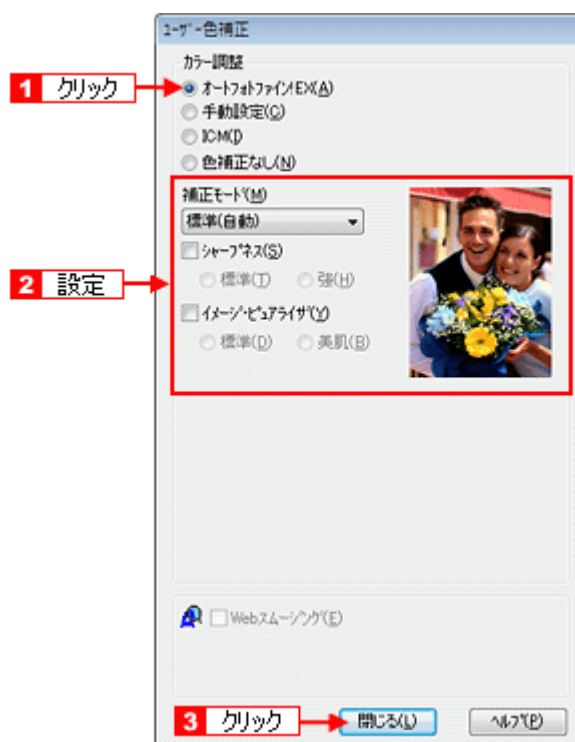 ユーザー色補正
カラー調整
1 クリック
オートフォトファイン!EX(A)
手動設定(C)
ICM(I)
色補正なし(N)
補正モード(M)
標準(自動)
シャープネス(S)
2 設定
標準(T) 強(H)
イメージ・ピュアライザ(Y)
標準(D) 美肌(B)
Webスムージング(E)
3 クリック
閉じる(L) ヘルプ(P)